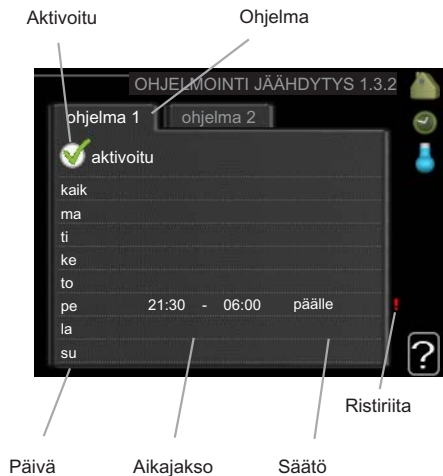 Aktivoitu Ohjelma
OHJELMOINTI JÄÄHDYTYS 1.3.2
ohjelma 1 ohjelma 2
aktivoitu
kaik
ma
ti
ke
to
pe 21:30 - 06:00 päälle !
la
su
?
Ristiriita
Päivä Aikajakso Säätö